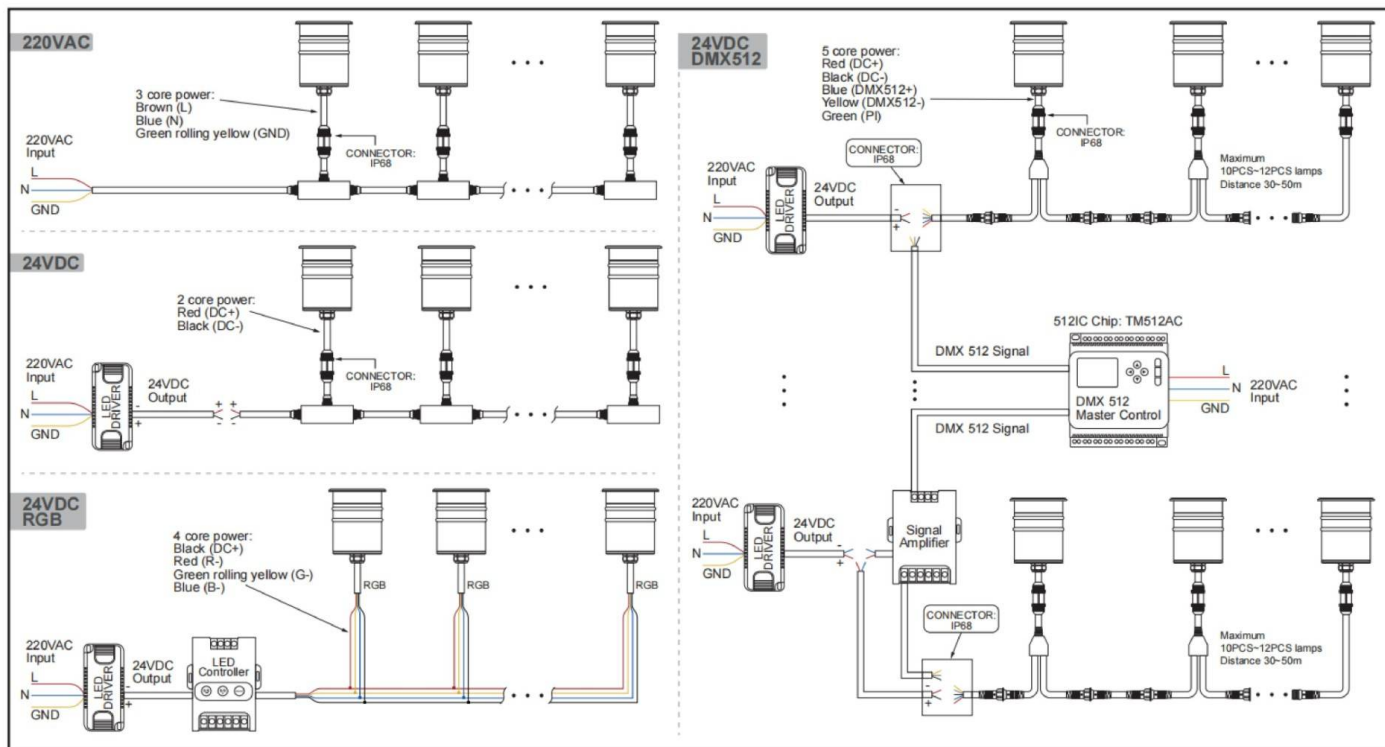 220VAC
3 core power:
Brown (L)
Blue (N)
Green rolling yellow (GND)
220VAC
Input
L
N
GND
CONNECTOR:
IP68
24VDC
2 core power:
Red (DC+)
Black (DC-)
220VAC
Input
L
N
GND
LED
DRIVER
24VDC
Output
-
+
+ +
- -
CONNECTOR:
IP68
24VDC
RGB
4 core power:
Black (DC+)
Red (R-)
Green rolling yellow (G-)
Blue (B-)
RGB
RGB
RGB
220VAC
Input
L
N
GND
LED
DRIVER
24VDC
Output
-
+
LED
Controller
24VDC
DMX512
5 core power:
Red (DC+)
Black (DC-)
Blue (DMX512+)
Yellow (DMX512-)
Green (PI)
CONNECTOR:
IP68
CONNECTOR:
IP68
220VAC
Input
L
N
GND
LED
DRIVER
24VDC
Output
-
+
Maximum
10PCS~12PCS lamps
Distance 30~50m
512IC Chip: TM512AC
DMX 512 Signal
DMX 512
Master Control
L
N
GND
220VAC
Input
DMX 512 Signal
220VAC
Input
L
N
GND
LED
DRIVER
24VDC
Output
-
+
Signal
Amplifier
CONNECTOR:
IP68
-
+
Maximum
10PCS~12PCS lamps
Distance 30~50m